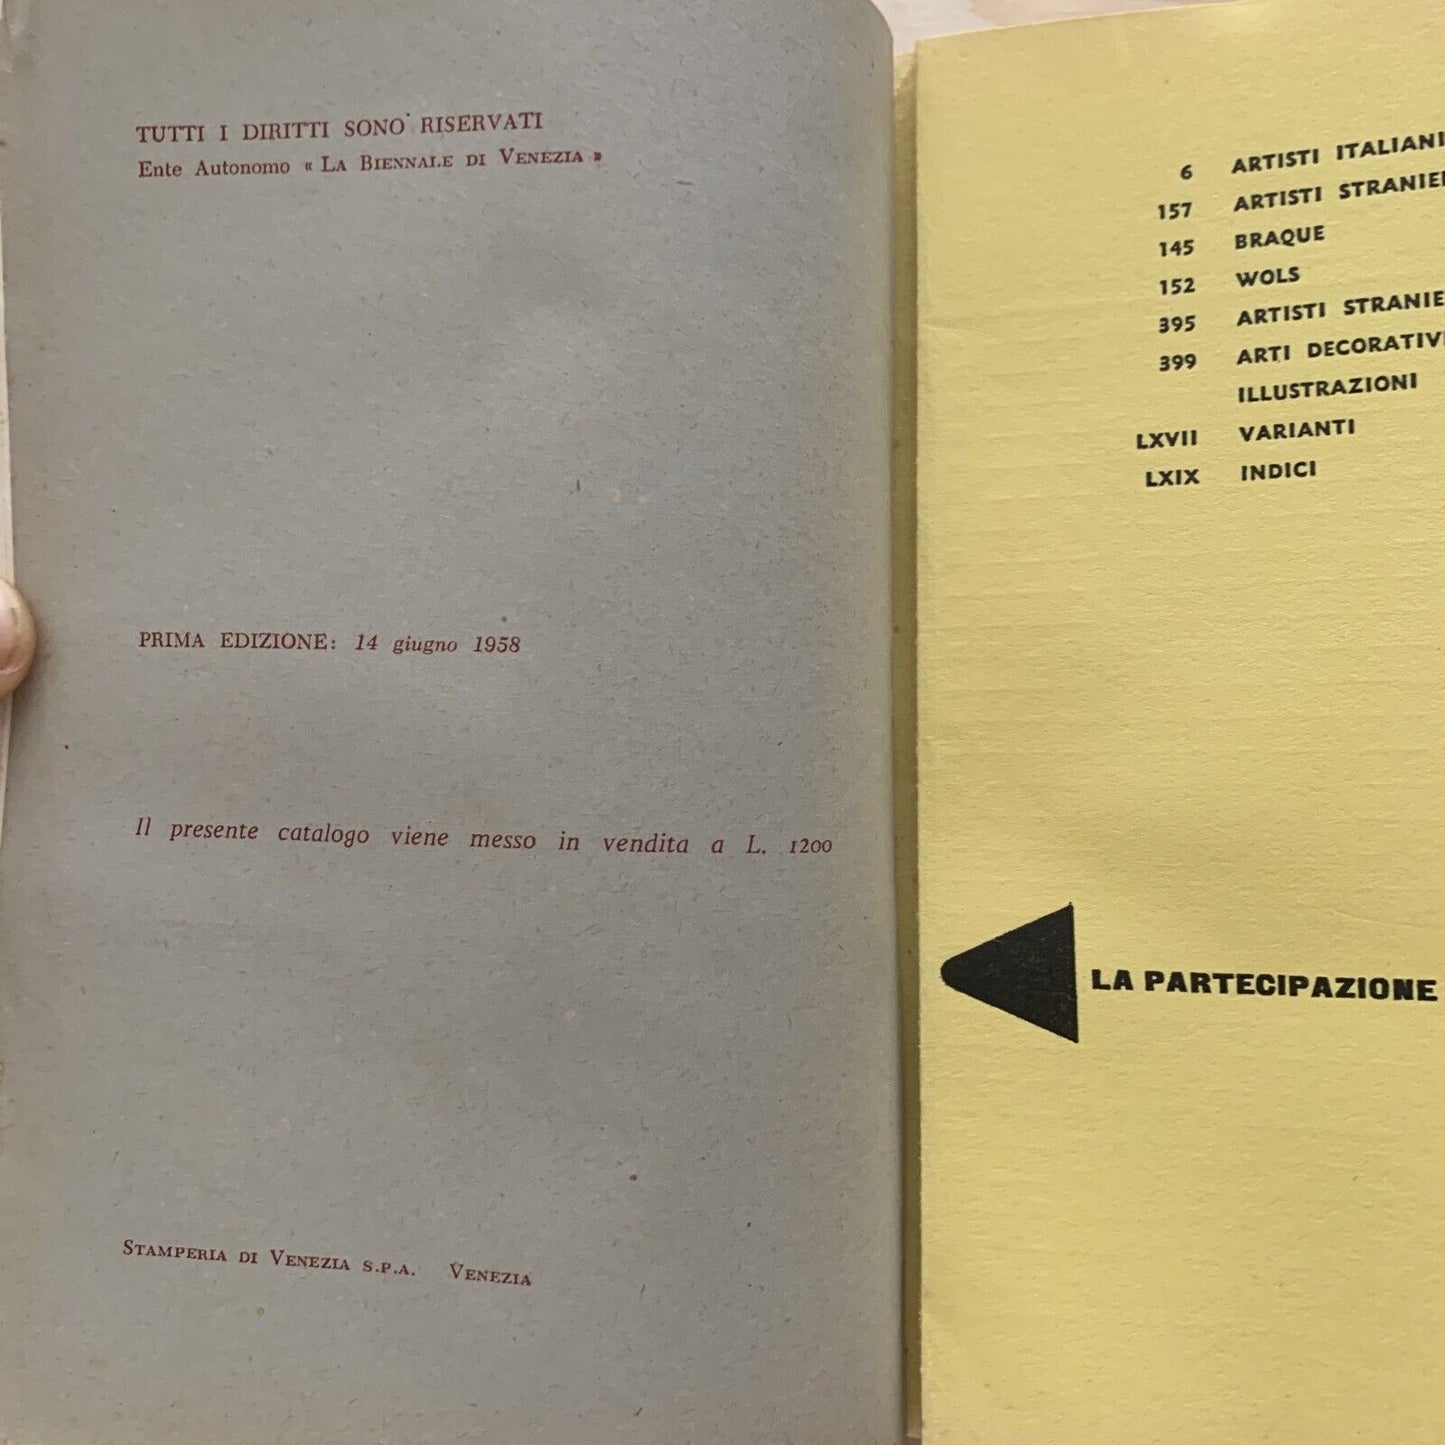 TUTTI I DIRITTI SONO RISERVATI
Ente Autonomo « LA BIENNALE DI VENEZIA »
PRIMA EDIZIONE: 14 giugno 1958
Il presente catalogo viene messo in vendita a L. 1200
STAMPERIA DI VENEZIA S.P.A. VENEZIA
6 ARTISTI ITALIANI
157 ARTISTI STRANIE
145 BRAQUE
152 WOLS
395 ARTISTI STRANIE
399 ARTI DECORATIV
ILLUSTRAZIONI
LXVII VARIANTI
LXIX INDICI
LA PARTECIPAZIONE